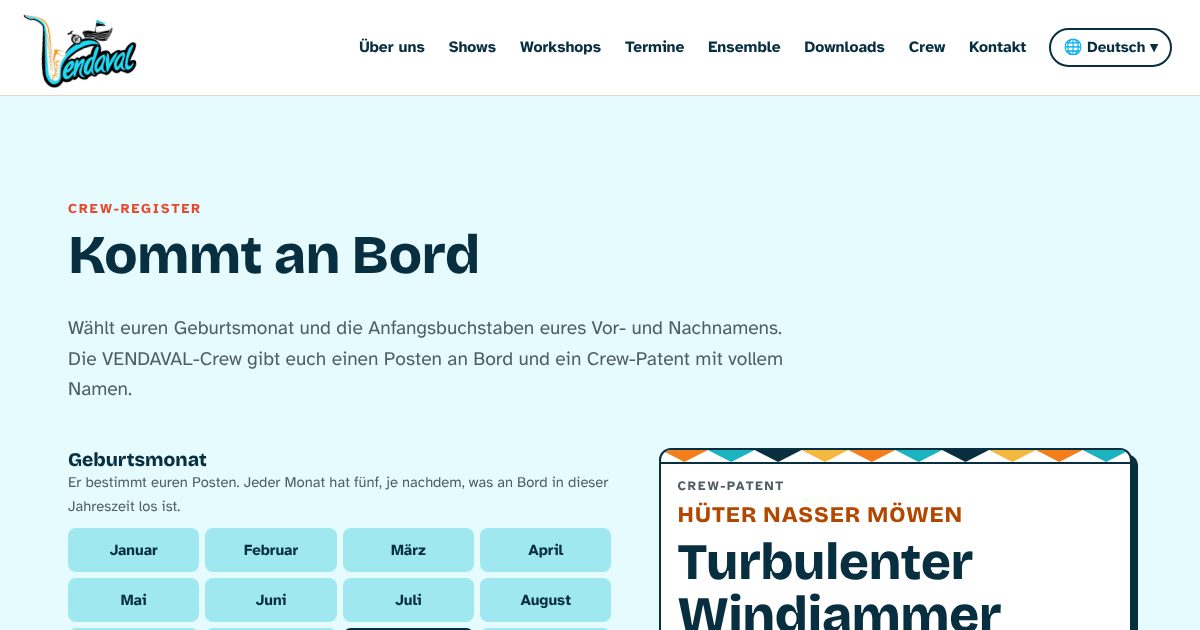 Vendaval
Über uns
Shows
Workshops
Termine
Ensemble
Downloads
Crew
Kontakt
Deutsch ▾
CREW-REGISTER
Kommt an Bord
Wählt euren Geburtsmonat und die Anfangsbuchstaben eures Vor- und Nachnamens.
Die VENDAVAL-Crew gibt euch einen Posten an Bord und ein Crew-Patent mit vollem
Namen.
Geburtsmonat
Er bestimmt euren Posten. Jeder Monat hat fünf, je nachdem, was an Bord in dieser
Jahreszeit los ist.
Januar
Februar
März
April
Mai
Juni
Juli
August
CREW-PATENT
HÜTER NASSER MÖWEN
Turbulenter
Windjammer